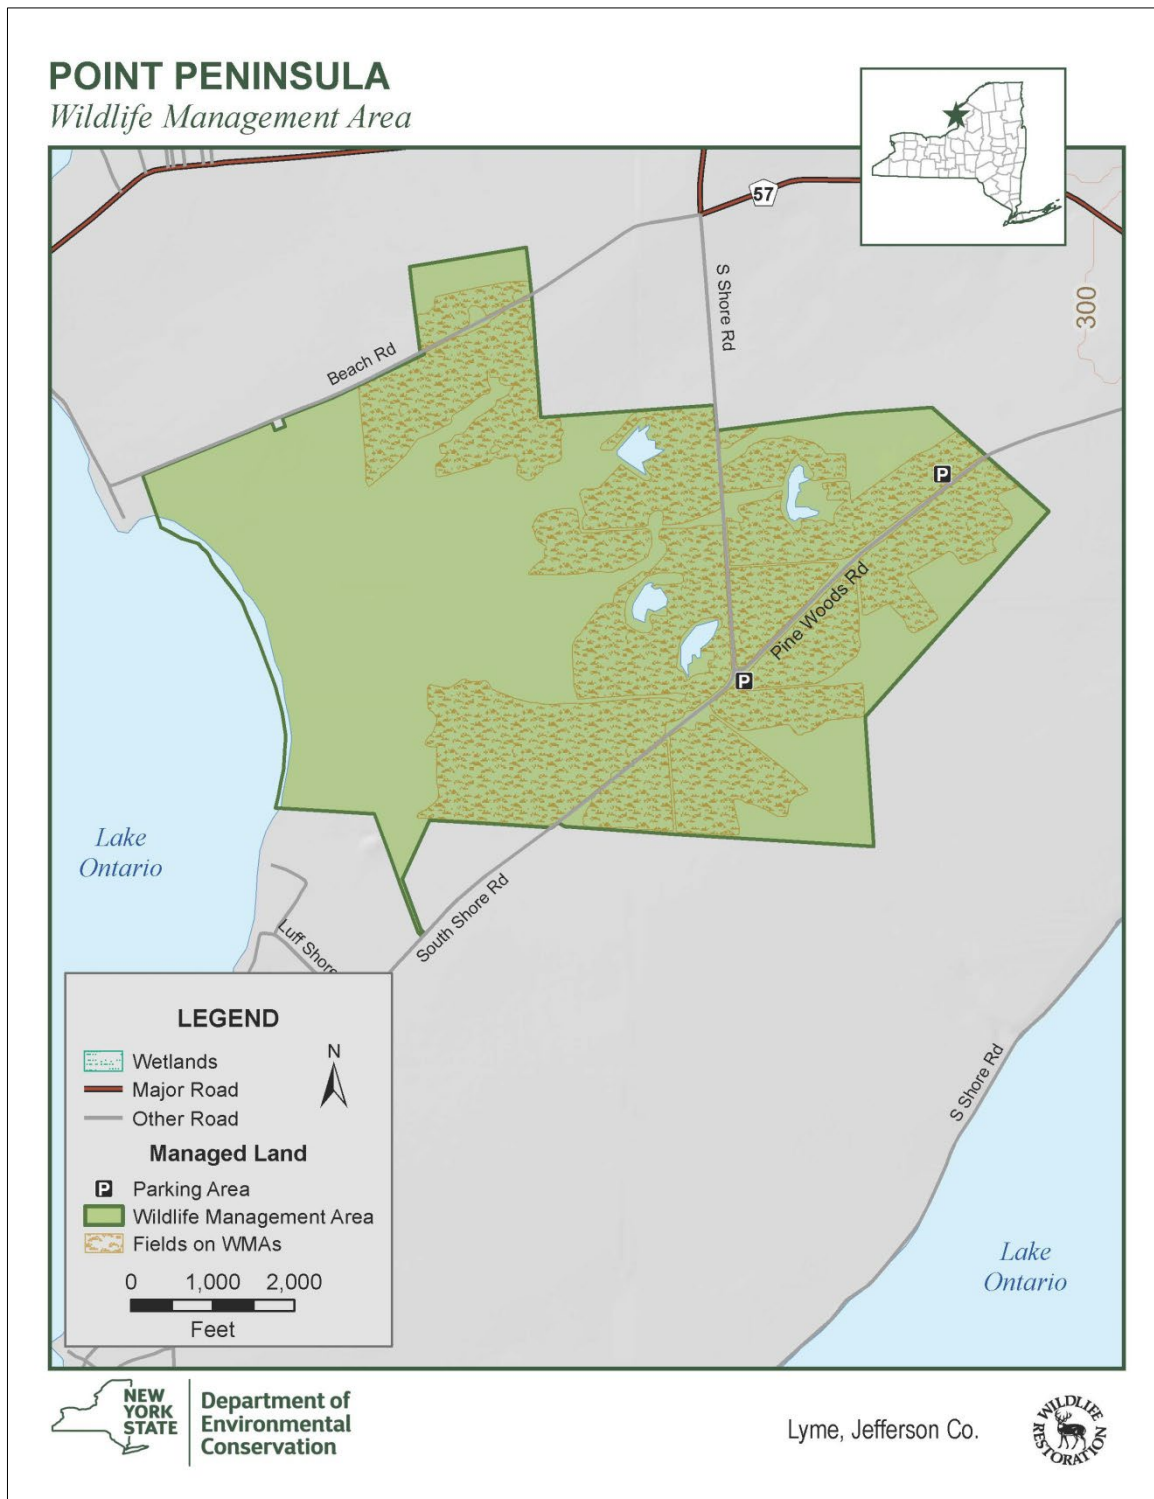 POINT PENINSULA
Wildlife Management Area
57
S Shore Rd
300
Beach Rd
P
Pine Woods Rd
P
Lake
Ontario
South Shore Rd
Luff Shore
S Shore Rd
Lake
Ontario
LEGEND
N
Wetlands
Major Road
Other Road
Managed Land
P Parking Area
Wildlife Management Area
Fields on WMAs
0 1,000 2,000
Feet
NEW
YORK
STATE
Department of
Environmental
Conservation
Lyme, Jefferson Co.
WILDLIFE
RESTORATION